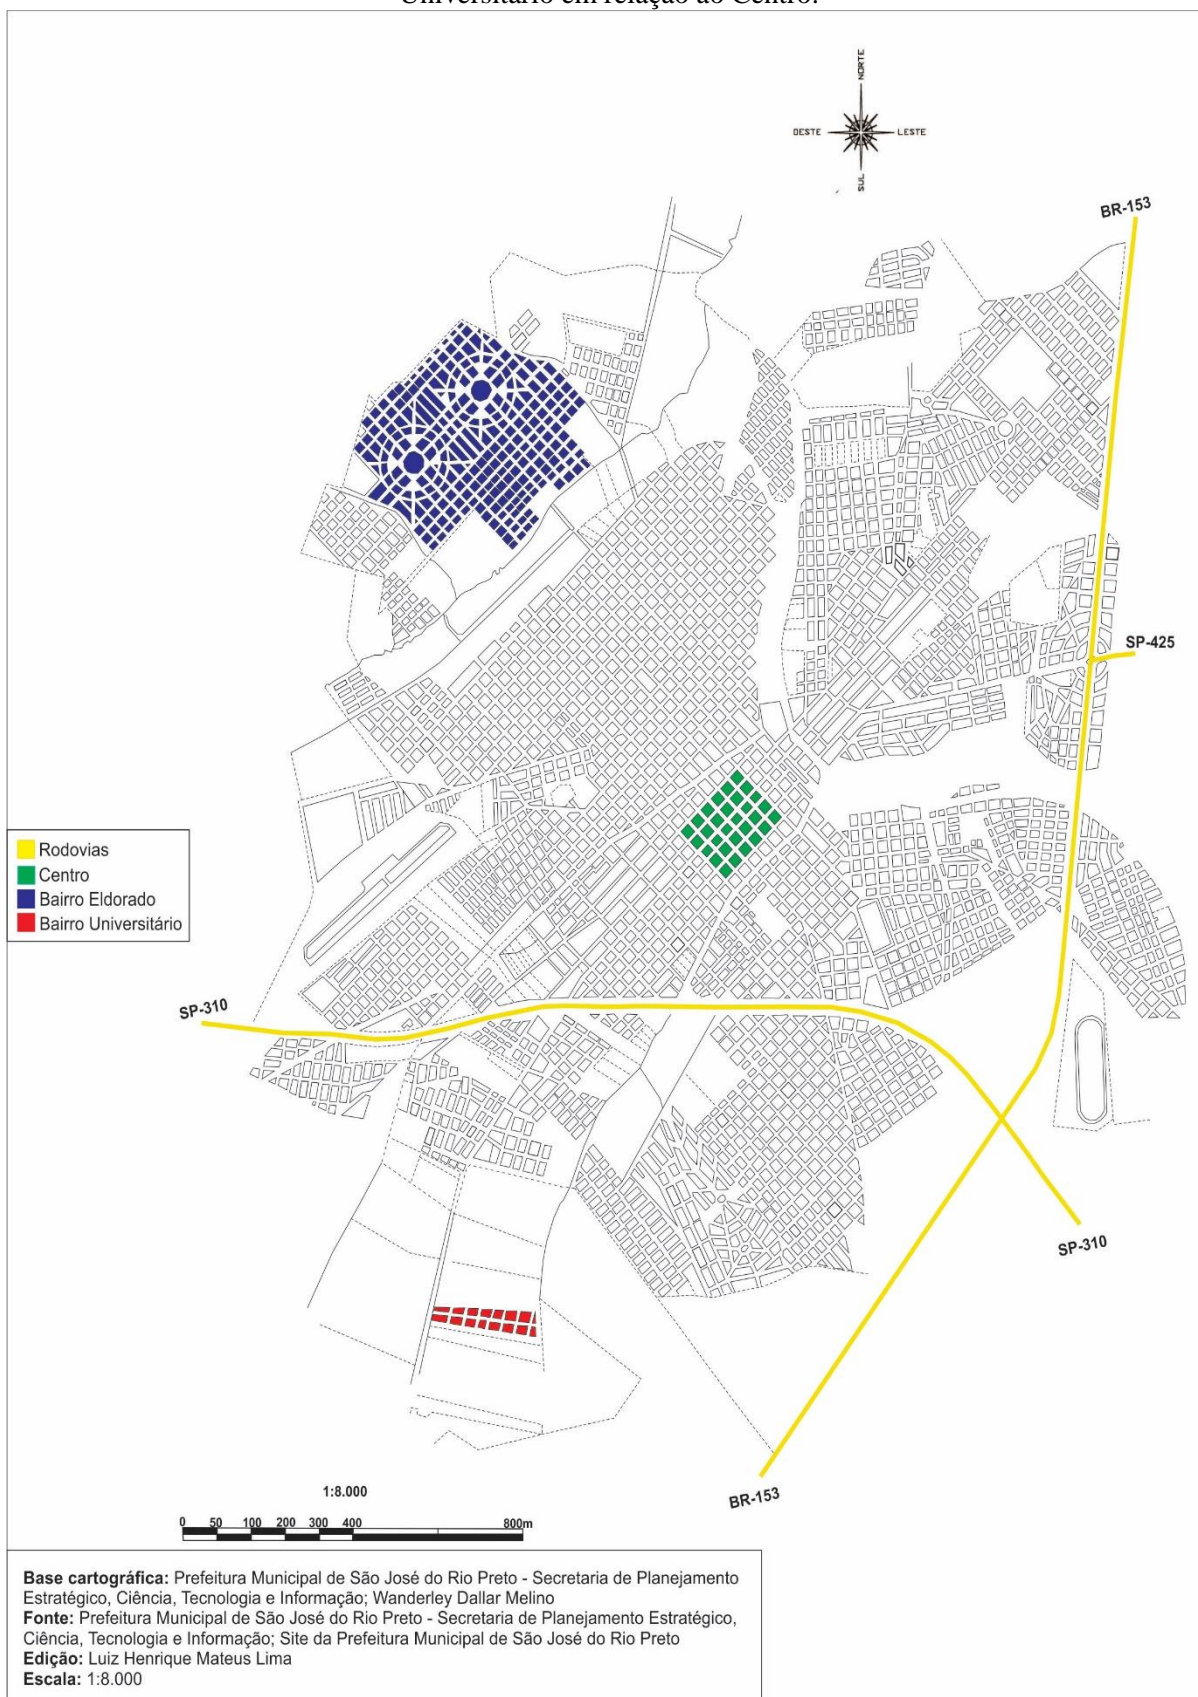 Universitário em relação ao Centro.
NORTE
OESTE
LESTE
SUL
BR-153
SP-425
Rodovias
Centro
Bairro Eldorado
Bairro Universitário
SP-310
SP-310
BR-153
1:8.000
0 50 100 200 300 400 800m
Base cartográfica: Prefeitura Municipal de São José do Rio Preto - Secretaria de Planejamento
Estratégico, Ciência, Tecnologia e Informação; Wanderley Dallar Melino
Fonte: Prefeitura Municipal de São José do Rio Preto - Secretaria de Planejamento Estratégico,
Ciência, Tecnologia e Informação; Site da Prefeitura Municipal de São José do Rio Preto
Edição: Luiz Henrique Mateus Lima
Escala: 1:8.000